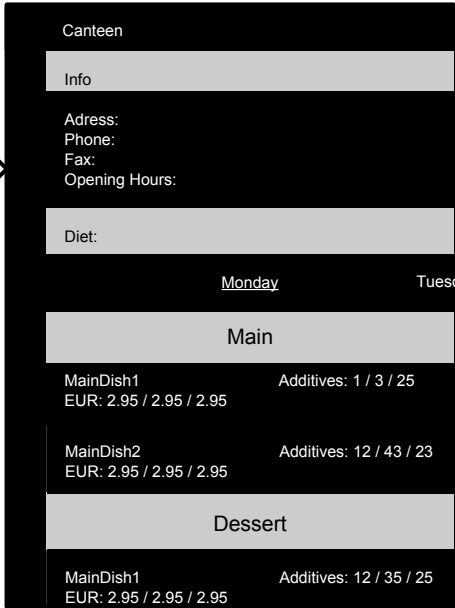 Canteen
Info
Adress:
Phone:
Fax:
Opening Hours:
Diet:
Monday Tues
Main
MainDish1 Additives: 1 / 3 / 25
EUR: 2.95 / 2.95 / 2.95
MainDish2 Additives: 12 / 43 / 23
EUR: 2.95 / 2.95 / 2.95
Dessert
MainDish1 Additives: 12 / 35 / 25
EUR: 2.95 / 2.95 / 2.95